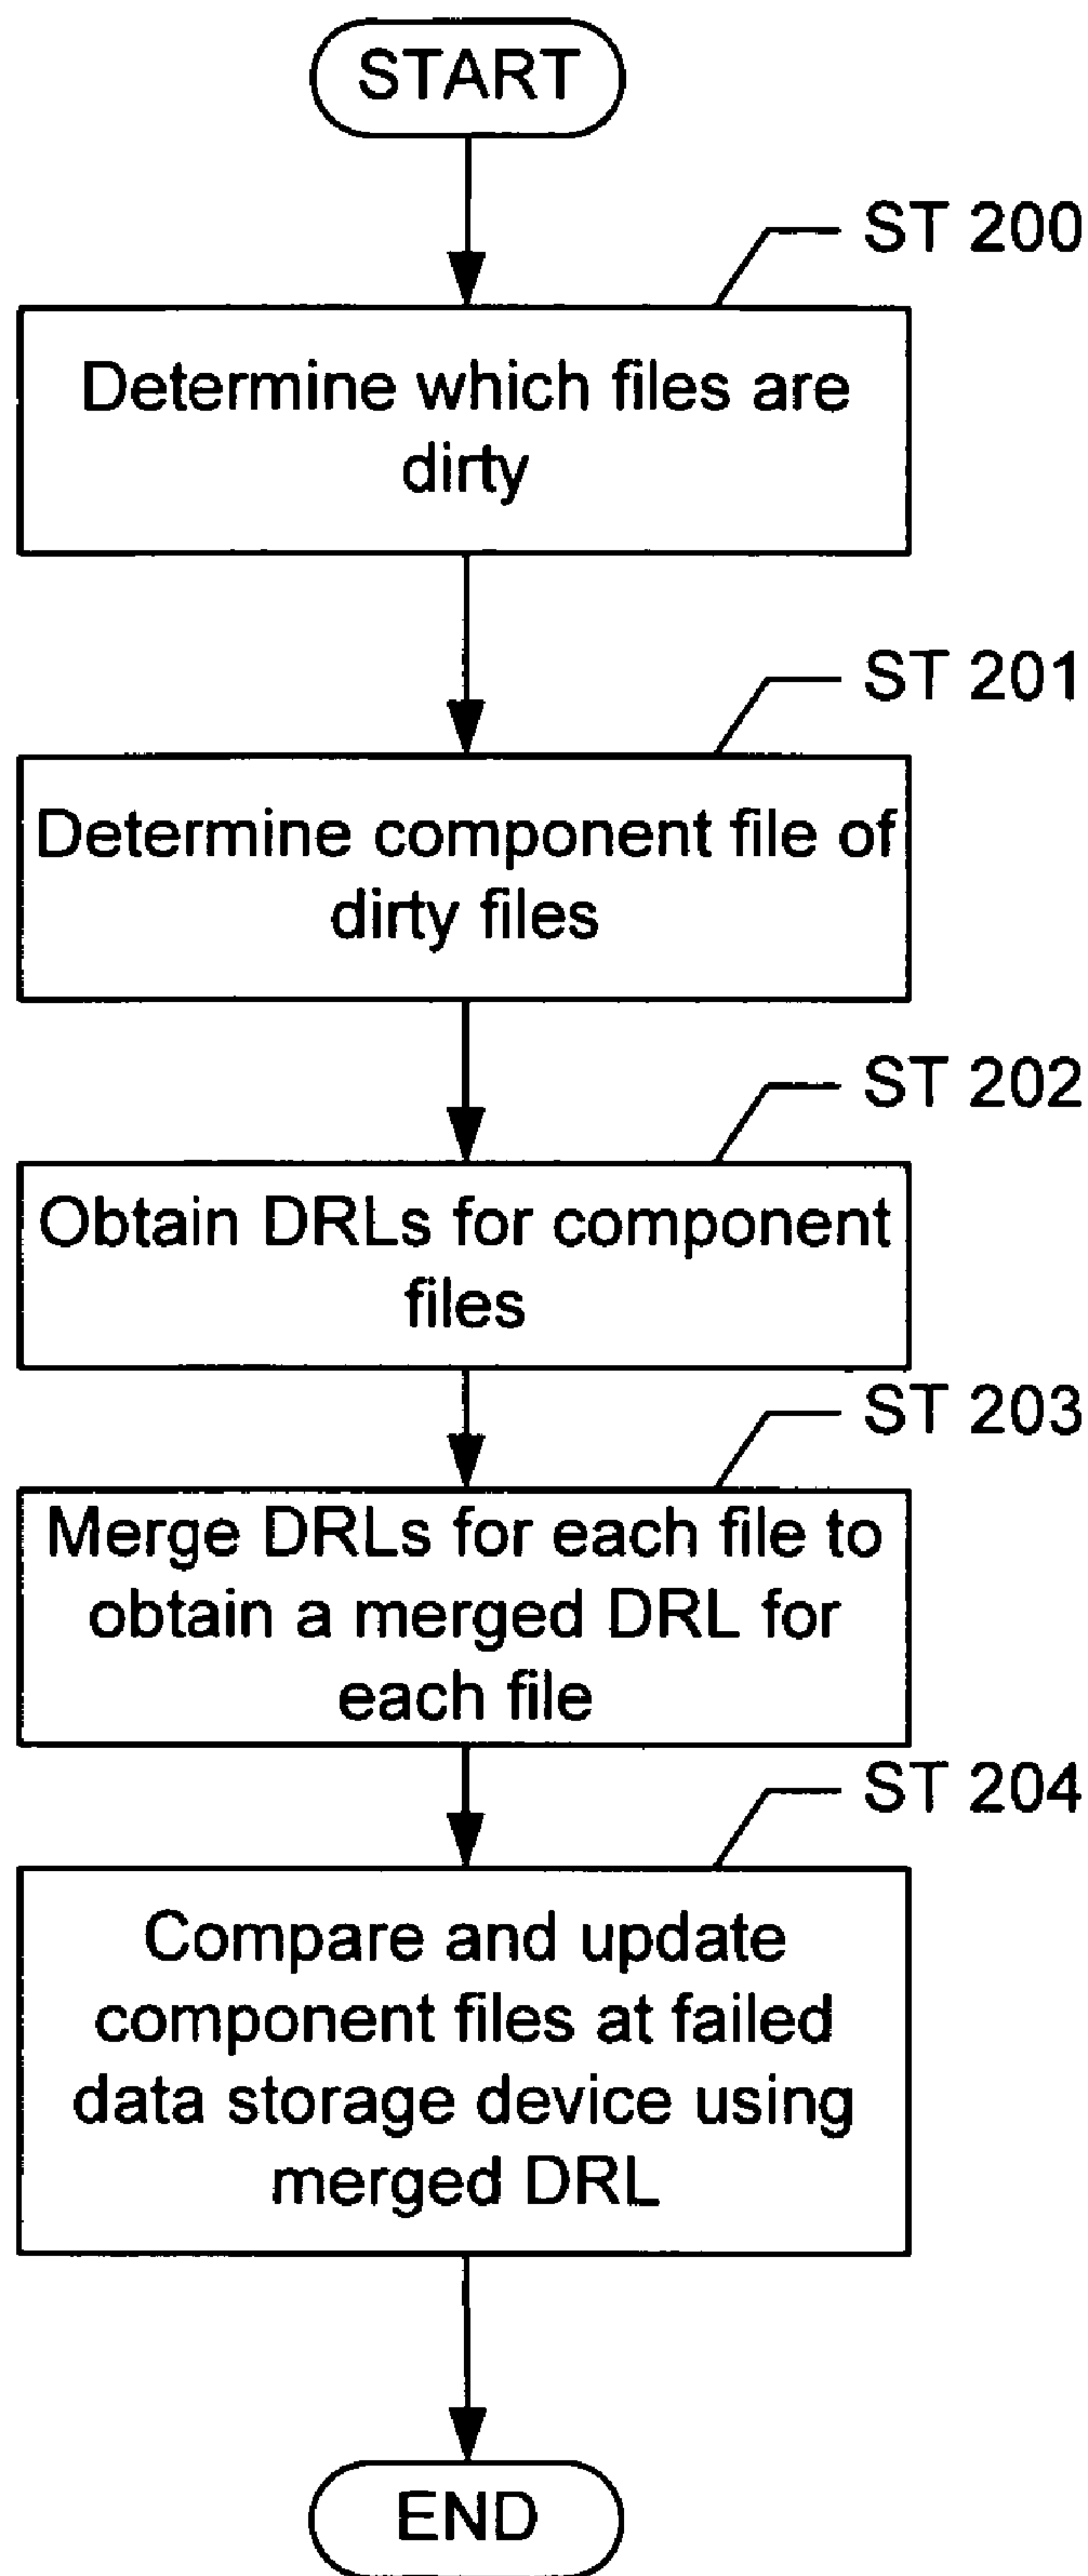 START
ST 200
Determine which files are
dirty
ST 201
Determine component file of
dirty files
ST 202
Obtain DRLs for component
files
ST 203
Merge DRLs for each file to
obtain a merged DRL for
each file
ST 204
Compare and update
component files at failed
data storage device using
merged DRL
END